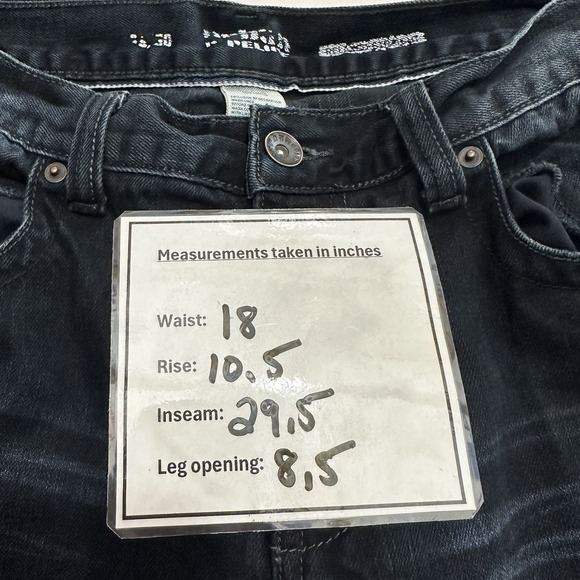 Measurements taken in inches
Waist: 18
Rise: 10.5
Inseam: 29.5
Leg opening: 8.5